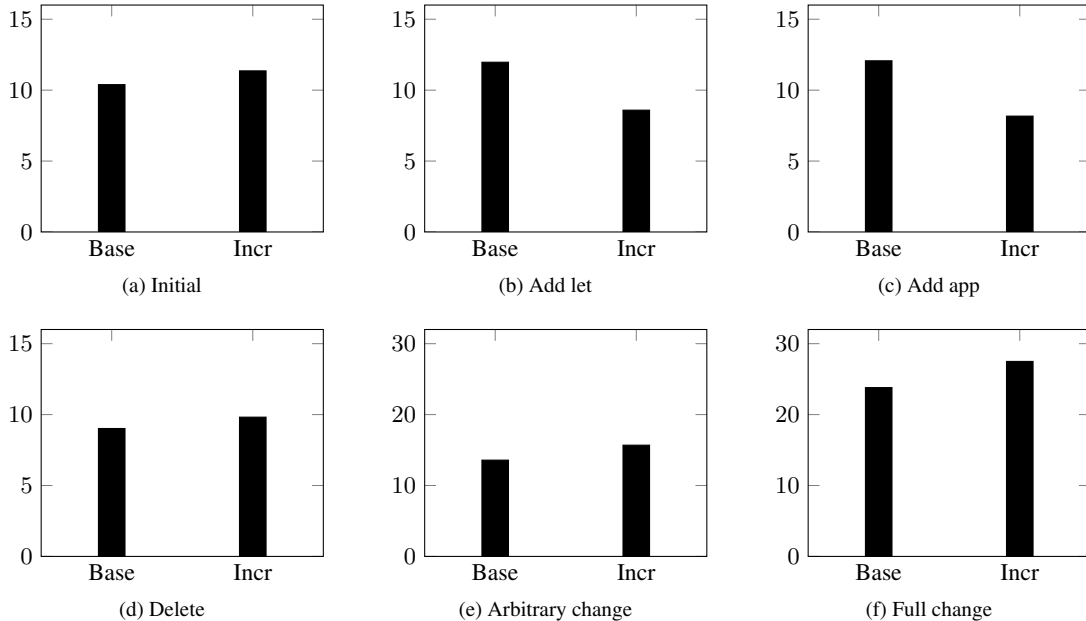 15
10
5
0
Base Incr
(a) Initial
15
10
5
0
Base Incr
(b) Add let
15
10
5
0
Base Incr
(c) Add app
15
10
5
0
Base Incr
(d) Delete
30
20
10
0
Base Incr
(e) Arbitrary change
30
20
10
0
Base Incr
(f) Full change